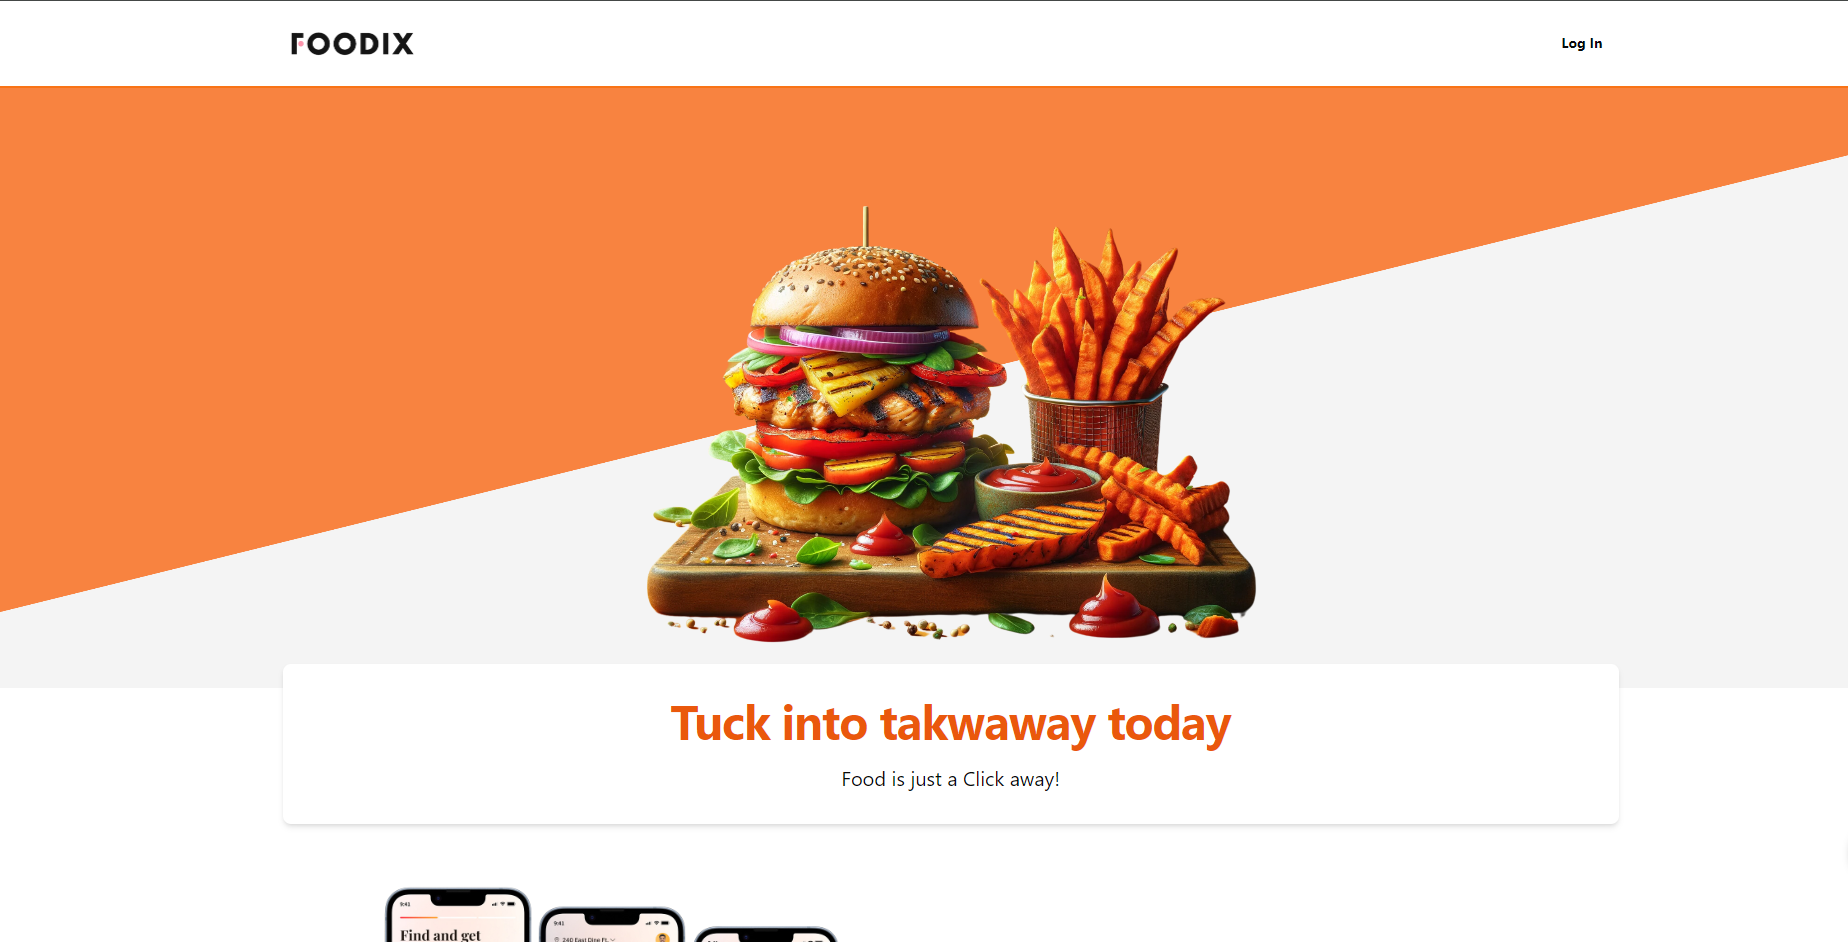 FOODIX
Log In
Tuck into takwaway today
Food is just a Click away!
9:41
Find and get
9:41
240 East Dine FL